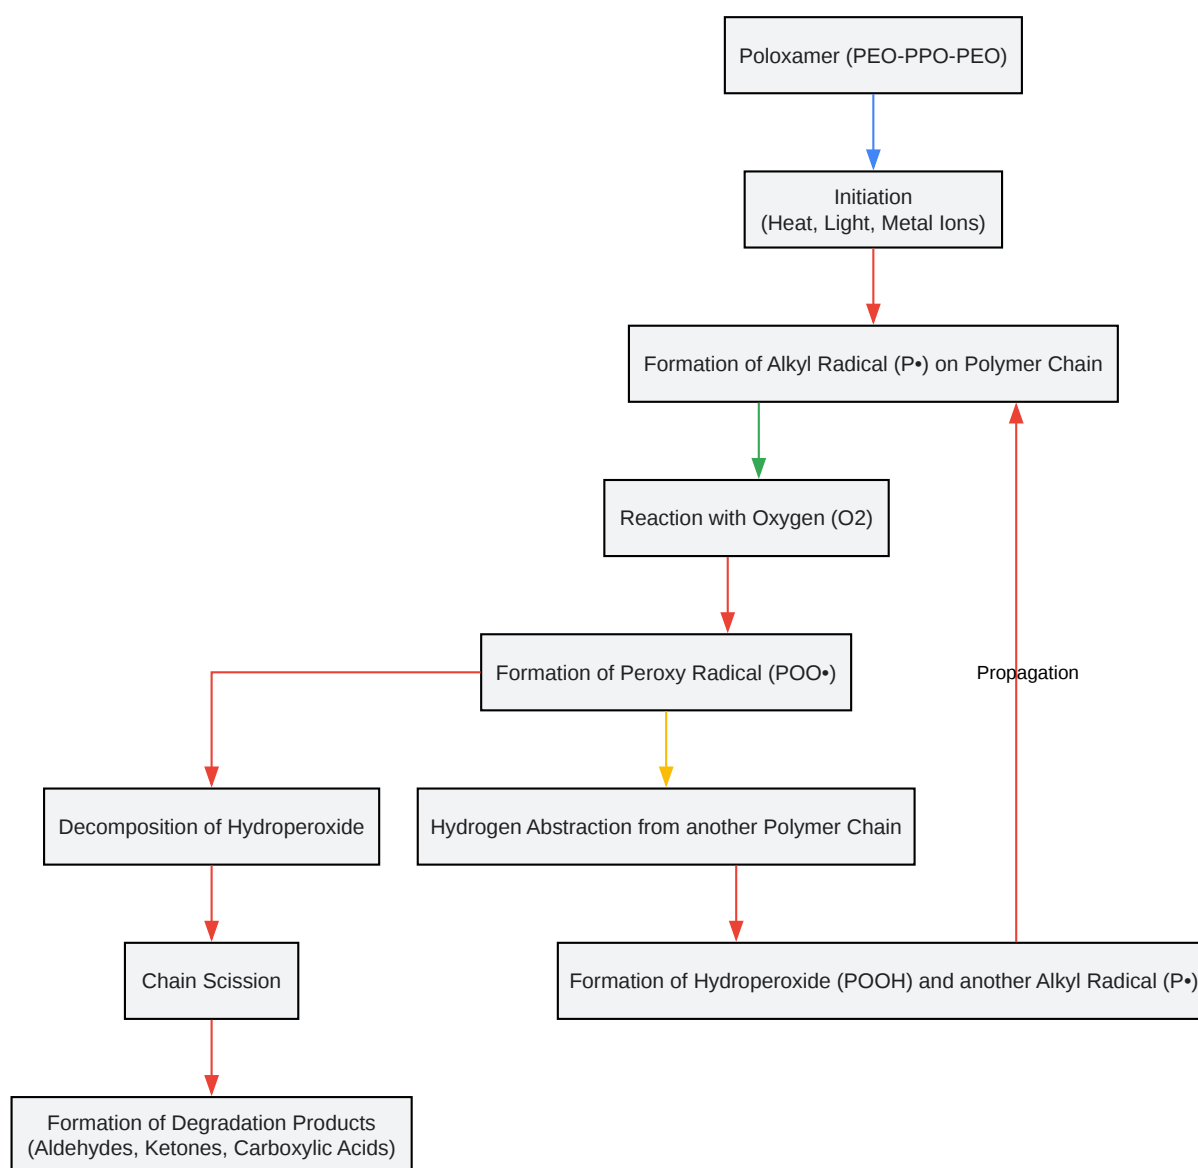 Poloxamer (PEO-PPO-PEO)
Initiation
(Heat, Light, Metal Ions)
Formation of Alkyl Radical (P•) on Polymer Chain
Reaction with Oxygen (O2)
Formation of Peroxy Radical (POO•)
Propagation
Decomposition of Hydroperoxide
Hydrogen Abstraction from another Polymer Chain
Chain Scission
Formation of Hydroperoxide (POOH) and another Alkyl Radical (P•)
Formation of Degradation Products
(Aldehydes, Ketones, Carboxylic Acids)